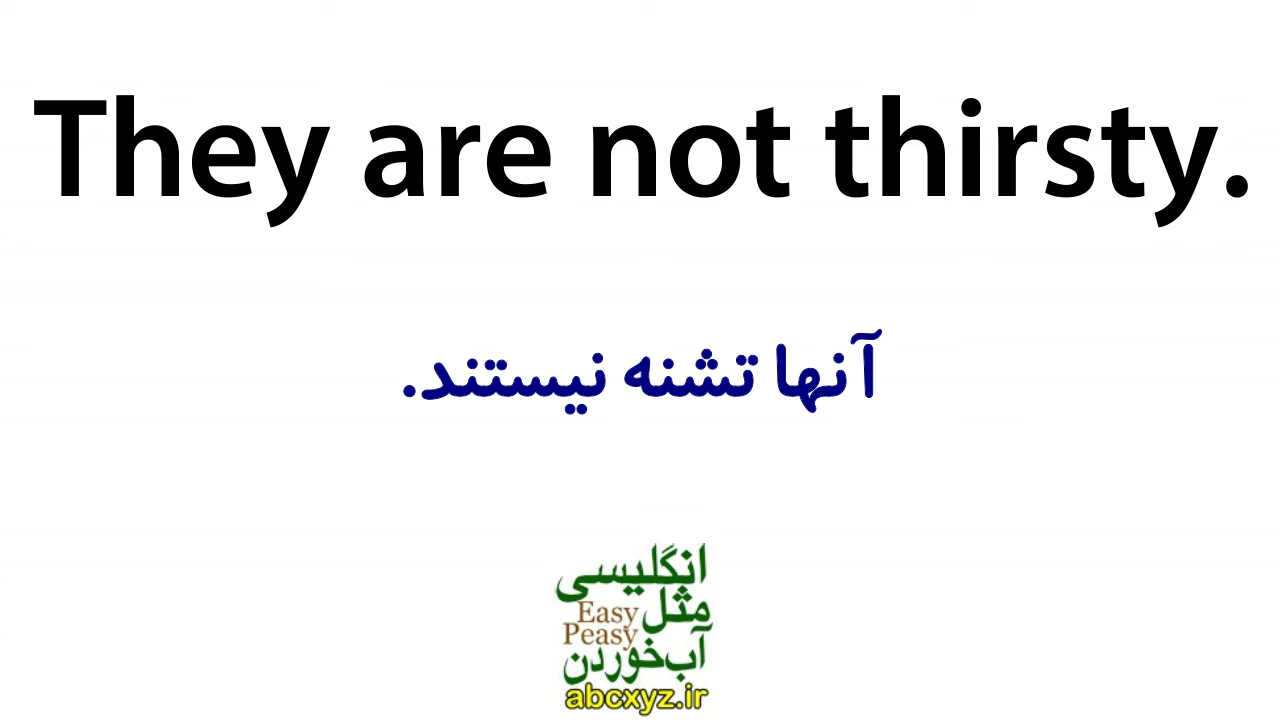 They are not thirsty.
آنها تشنه نیستند.
انگلیسی
مثل Easy
Peasy
آب‌خوردن
abcxyz.ir